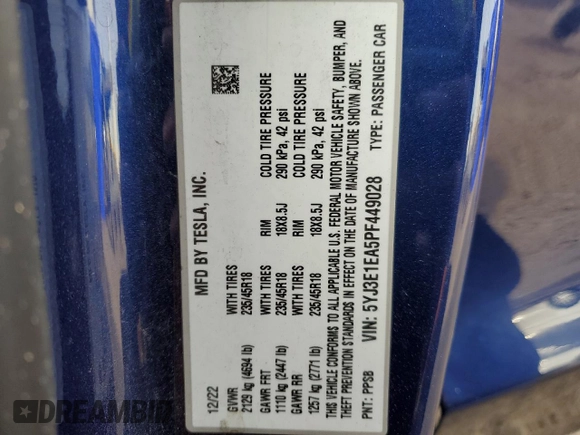 MFD BY TESLA, INC.
12/22
GVWR WITH TIRES RIM COLD TIRE PRESSURE
2129 kg (4694 lb) 235/45R18 18X8.5J 290 kPa, 42 psi
GAWR FRT WITH TIRES RIM COLD TIRE PRESSURE
1110 kg (2447 lb) 235/45R18 18X8.5J 290 kPa, 42 psi
GAWR RR
1257 kg (2771 lb) 235/45R18
THIS VEHICLE CONFORMS TO ALL APPLICABLE U.S. FEDERAL MOTOR VEHICLE SAFETY, BUMPER, AND
THEFT PREVENTION STANDARDS IN EFFECT ON THE DATE OF MANUFACTURE SHOWN ABOVE.
VIN: 5YJ3E1EA5PF449028
PNT: PPSB TYPE: PASSENGER CAR
DREAMBID